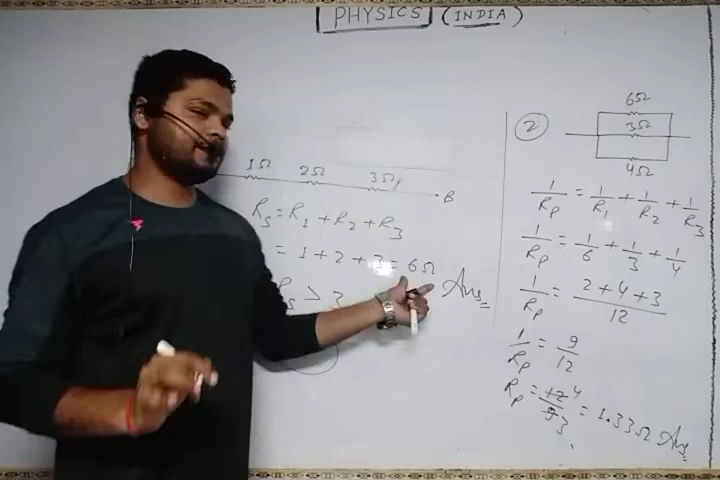 PHYSICS (INDIA)
1Ω 2Ω 3Ω B
Rs = R1 + R2 + R3
= 1 + 2 + 3 = 6Ω Ans
> 3
2 6Ω
3Ω
4Ω
1/Rp = 1/R1 + 1/R2 + 1/R3
1/Rp = 1/6 + 1/3 + 1/4
1/Rp = 2 + 4 + 3 / 12
1/Rp = 9/12
Rp = 12 4 / 9 3 = 1.33Ω Ans